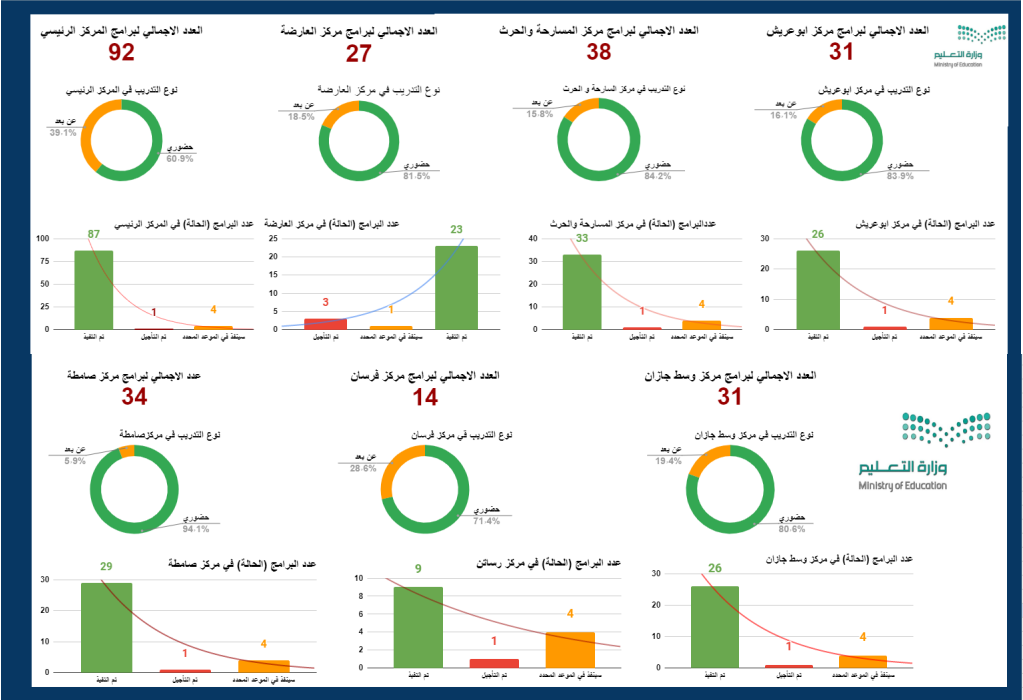 العدد الاجمالي لبرامج مركز ابوعريش
31
نوع التدريب في مركز ابوعريش
عن بعد
16.1%
حضوري
83.9%
عدد البرامج (الحالة) في مركز ابوعريش
26
1
4
30
20
10
0
تم التفيذ
تم التأجيل
سينفذ في الموعد المحدد
العدد الاجمالي لبرامج مركز المسارحة والحرث
38
نوع التدريب في مركز السارحة و الحرث
عن بعد
15.8%
حضوري
84.2%
عددالبرامج (الحالة) في مركز المسارحة والحرث
33
1
4
40
30
20
10
0
تم التفيذ
تم التأجيل
سينفذ في الموعد المحدد
العدد الاجمالي لبرامج مركز العارضة
27
نوع التدريب في مركز العارضة
عن بعد
18.5%
حضوري
81.5%
عدد البرامج (الحالة) في مركز العارضة
3
1
23
25
20
15
10
5
0
تم التأجيل
سينفذ في الموعد المحدد
تم التفيذ
العدد الاجمالي لبرامج المركز الرئيسي
92
نوع التدريب في المركز الرئيسي
عن بعد
39.1%
حضوري
60.9%
عدد البرامج (الحالة) في المركز الرئيسي
87
1
4
100
75
50
25
0
تم التفيذ
تم التأجيل
سينفذ في الموعد المحدد
وزارة التعـــليم
Ministry of Education
العدد الاجمالي لبرامج مركز وسط جازان
31
نوع التدريب في مركز وسط جازان
عن بعد
19.4%
حضوري
80.6%
عدد البرامج (الحالة) في مركز وسط جازان
26
1
4
30
20
10
0
تم التفيذ
تم التأجيل
سينفذ في الموعد المحدد
العدد الاجمالي لبرامج مركز فرسان
14
نوع التدريب في مركز فرسان
عن بعد
28.6%
حضوري
71.4%
عدد البرامج (الحالة) في مركز رساتن
9
1
4
10
8
6
4
2
0
تم التفيذ
تم التأجيل
سينفذ في الموعد المحدد
عدد الاجمالي لبرامج مركز صامطة
34
نوع التدريب في مركزصامطة
عن بعد
5.9%
حضوري
94.1%
عدد البرامج (الحالة) في مركز صامطة
29
1
4
30
20
10
0
تم التفيذ
تم التأجيل
سينفذ في الموعد المحدد
وزارة التعـــليم
Ministry of Education